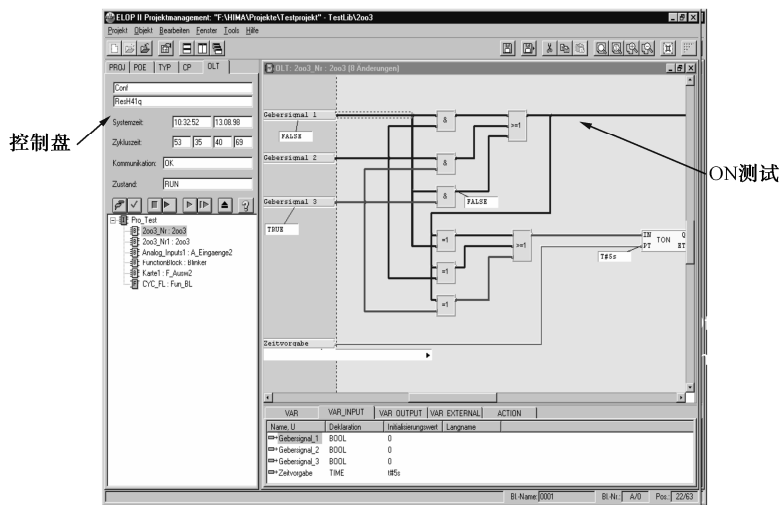 ELOP II Projektmanagement: "F:\HIMA\Projekte\Testprojekt" - TestLib\2oo3
Projekt Objekt Bearbeiten Fenster Tools Hilfe
PROJ POE TYP CP OLT
OLT: 2oo3_Nr : 2oo3 (0 Änderungen)
Conf
ResH41q
Systemzeit: 10:32:52 13.08.98
Zykluszeit: 53 35 40 69
Kommunikation: OK
Zustand: RUN
Pro_Test
2oo3_Nr : 2oo3
2oo3_Nr1 : 2oo3
Analog_Inputs1 : A_Eingaenge2
FunctionBlock : Blinker
Karte1 : F_Ausw2
CYC_FL : Fun_BL
控制盘
ON测试
Gebersignal 1
FALSE
Gebersignal 2
Gebersignal 3
TRUE
&
>=1
&
&
FALSE
=1
>=1
=1
=1
T#5s
IN Q
TON
PT ET
Zeitvorgabe
VAR VAR_INPUT VAR OUTPUT VAR EXTERNAL ACTION
Name, U Deklaration Initialisierungswert Langname
Gebersignal_1 BOOL 0
Gebersignal_2 BOOL 0
Gebersignal_3 BOOL 0
Zeitvorgabe TIME t#5s
Bl.-Name: 0001 Bl.-Nr.: A/0 Pos.: 22/63